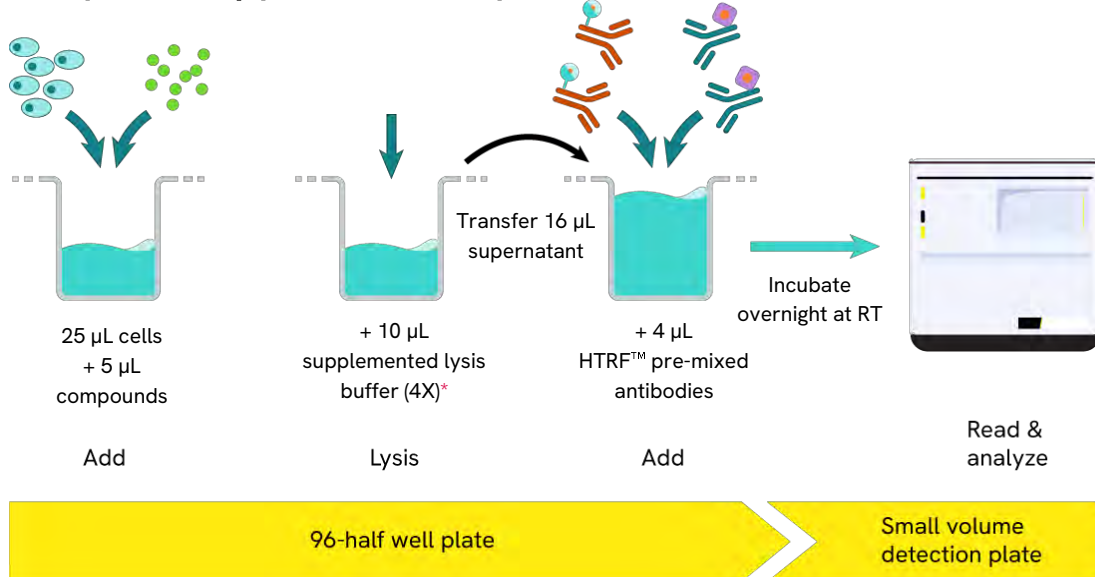 25 µL cells
+ 5 µL
compounds
Add
+ 10 µL
supplemented lysis
buffer (4X)*
Lysis
Transfer 16 µL
supernatant
+ 4 µL
HTRF™ pre-mixed
antibodies
Add
Incubate
overnight at RT
Read &
analyze
96-half well plate
Small volume
detection plate